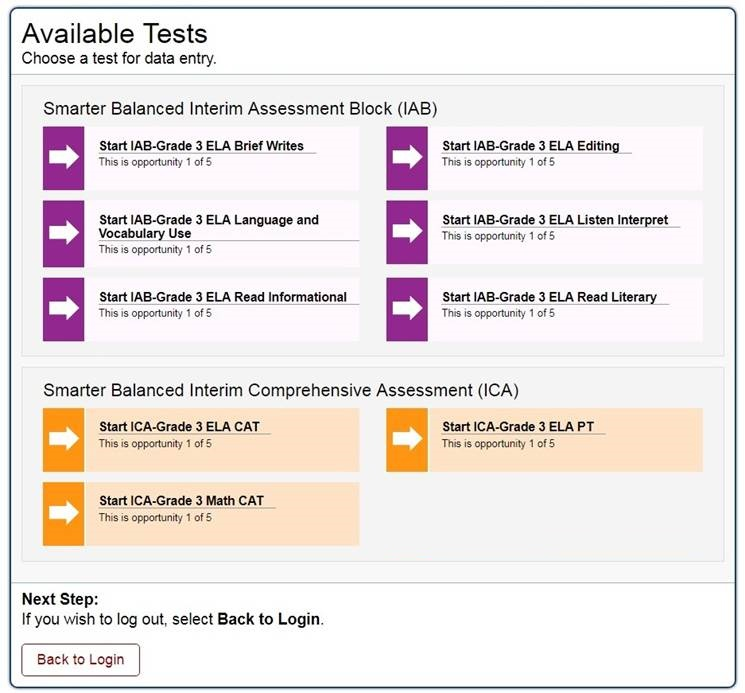 Available Tests
Choose a test for data entry.
Smarter Balanced Interim Assessment Block (IAB)
Start IAB-Grade 3 ELA Brief Writes
This is opportunity 1 of 5
Start IAB-Grade 3 ELA Editing
This is opportunity 1 of 5
Start IAB-Grade 3 ELA Language and
Vocabulary Use
This is opportunity 1 of 5
Start IAB-Grade 3 ELA Listen Interpret
This is opportunity 1 of 5
Start IAB-Grade 3 ELA Read Informational
This is opportunity 1 of 5
Start IAB-Grade 3 ELA Read Literary
This is opportunity 1 of 5
Smarter Balanced Interim Comprehensive Assessment (ICA)
Start ICA-Grade 3 ELA CAT
This is opportunity 1 of 5
Start ICA-Grade 3 ELA PT
This is opportunity 1 of 5
Start ICA-Grade 3 Math CAT
This is opportunity 1 of 5
Next Step:
If you wish to log out, select Back to Login.
Back to Login